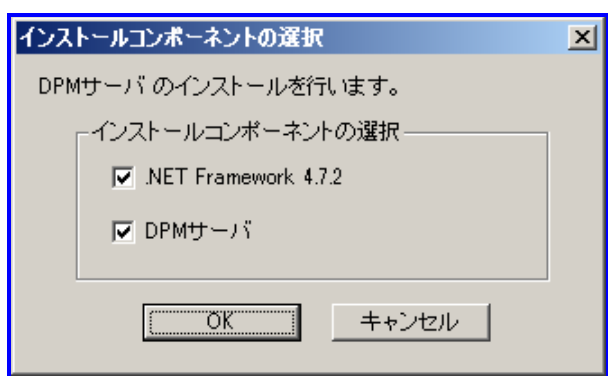 インストールコンポーネントの選択
DPMサーバ のインストールを行います。
インストールコンポーネントの選択
.NET Framework 4.7.2
DPMサーバ
OK
キャンセル